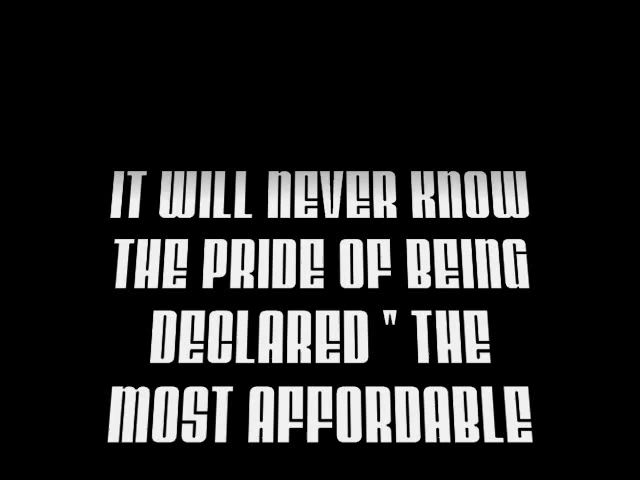 IT WILL NEVER KNOW
THE PRIDE OF BEING
DECLARED " THE
MOST AFFORDABLE